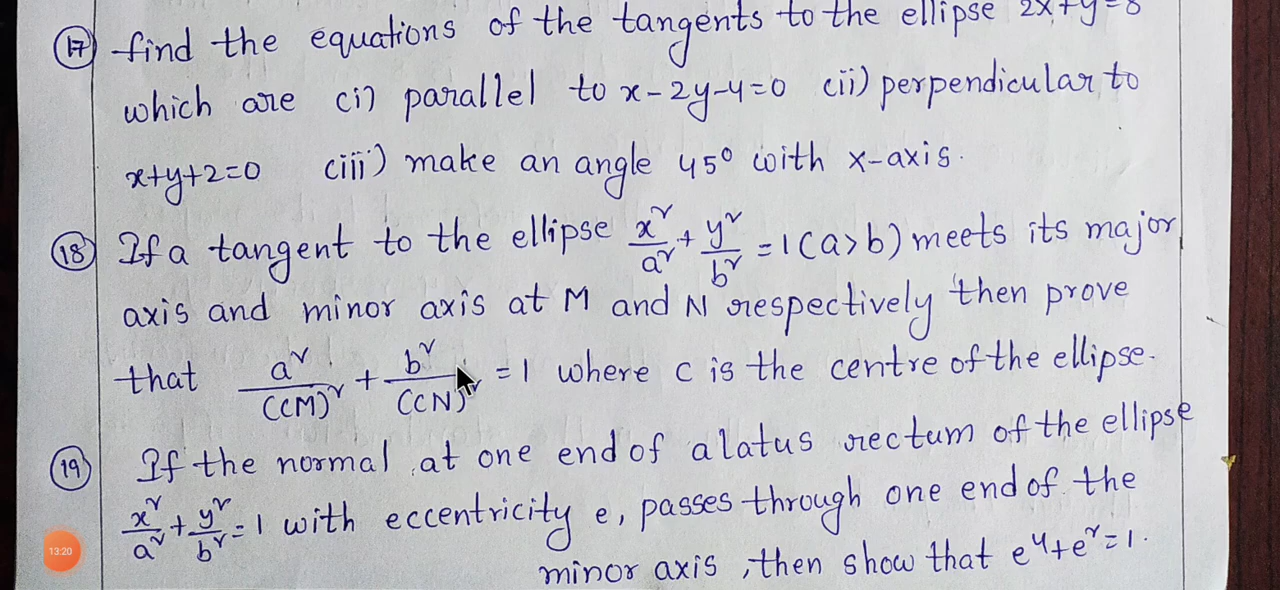 17 find the equations of the tangents to the ellipse 2x²+y²=8
which are (i) parallel to x-2y-4=0 (ii) perpendicular to
x+y+2=0 (iii) make an angle 45° with x-axis.
18 If a tangent to the ellipse x²/a² + y²/b² = 1 (a>b) meets its major
axis and minor axis at M and N respectively then prove
that a²/(CM)² + b²/(CN)² = 1 where C is the centre of the ellipse.
19 If the normal at one end of a latus rectum of the ellipse
x²/a² + y²/b² = 1 with eccentricity e, passes through one end of the
minor axis, then show that e⁴+e²=1.
13:20